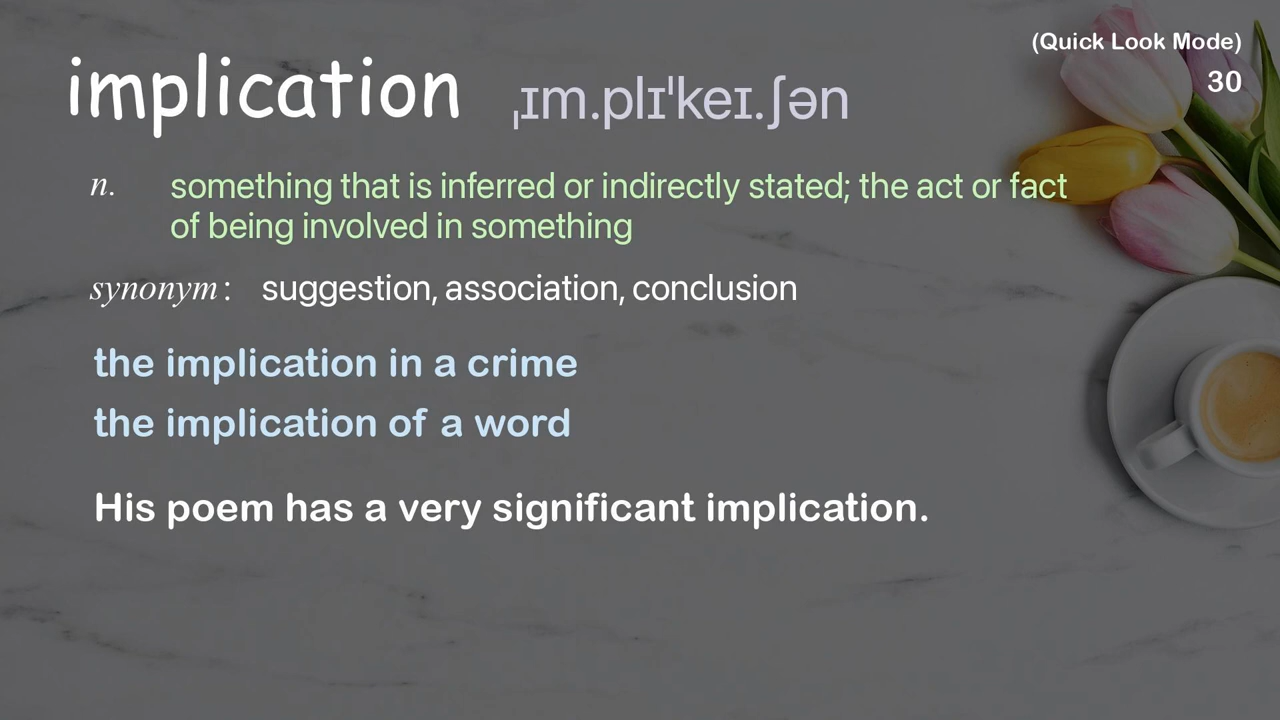 (Quick Look Mode)
30
implication ˌɪm.plɪˈkeɪ.ʃən
n. something that is inferred or indirectly stated; the act or fact
of being involved in something
synonym : suggestion, association, conclusion
the implication in a crime
the implication of a word
His poem has a very significant implication.